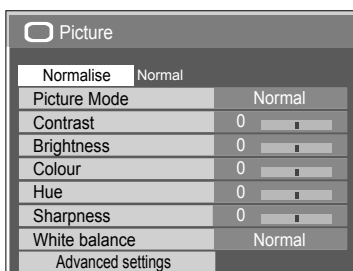 Picture
Normalise Normal
Picture Mode Normal
Contrast 0
Brightness 0
Colour 0
Hue 0
Sharpness 0
White balance Normal
Advanced settings